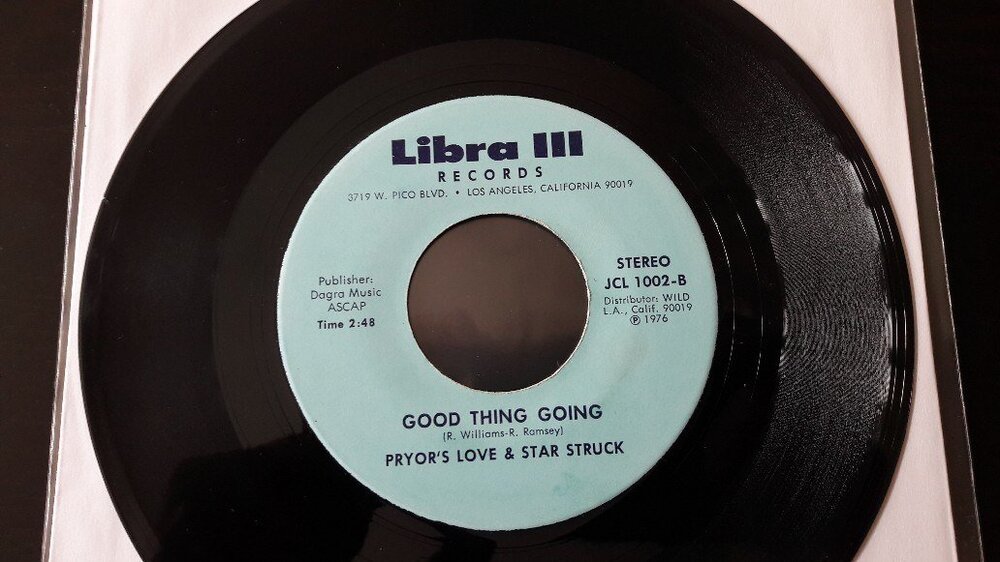 Libra III
RECORDS
3719 W. PICO BLVD. • LOS ANGELES, CALIFORNIA 90019
Publisher:
Dagra Music
ASCAP
Time 2:48
STEREO
JCL 1002-B
Distributor: WILD
L.A., Calif. 90019
Ⓟ 1976
GOOD THING GOING
(R. Williams-R. Ramsey)
PRYOR'S LOVE & STAR STRUCK